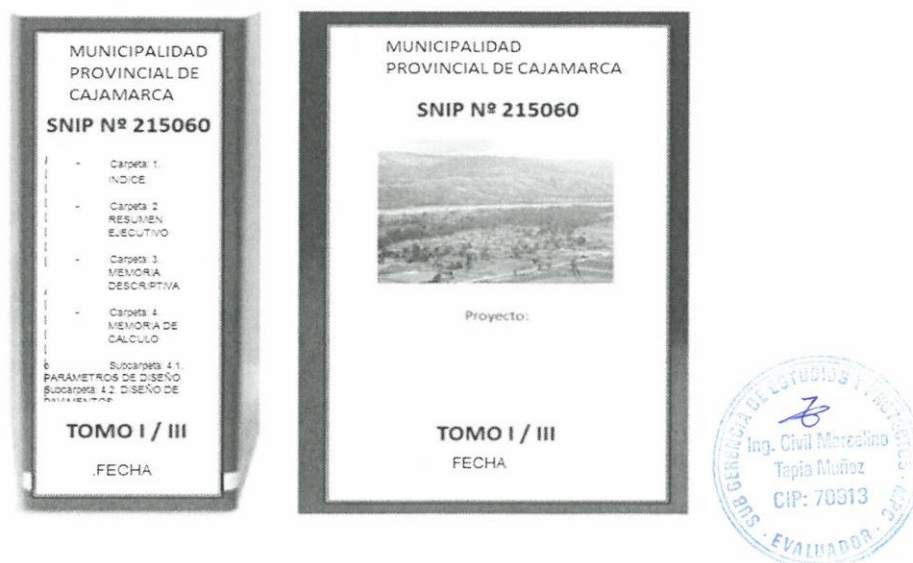 MUNICIPALIDAD
PROVINCIAL DE
CAJAMARCA
SNIP Nº 215060
- Carpeta: 1.
INDICE
- Carpeta: 2
RESUMEN
EJECUTIVO
- Carpeta: 3
MEMORIA
DESCRIPTIVA
- Carpeta: 4
MEMORIA DE
CALCULO
Subcarpeta: 4.1.
PARÁMETROS DE DISEÑO
Subcarpeta: 4.2. DISEÑO DE
PAVIMENTOS
TOMO I / III
.FECHA
MUNICIPALIDAD
PROVINCIAL DE CAJAMARCA
SNIP Nº 215060
Proyecto:
TOMO I / III
FECHA
SUB GERENCIA DE ESTUDIOS Y PROYECTOS - MPC
Ing. Civil Marcelino
Tapia Muñoz
CIP: 70913
- EVALUADOR -